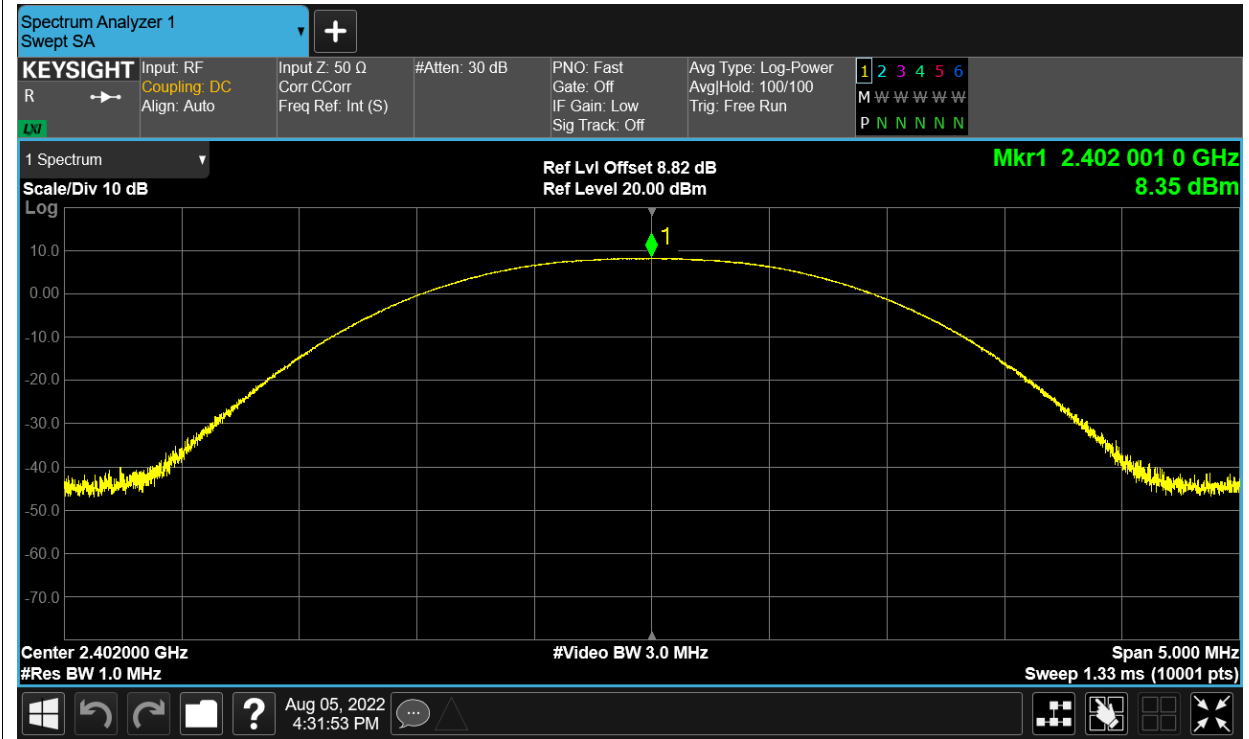 Spectrum Analyzer 1
Swept SA
+
KEYSIGHT
R
LXI
Input: RF
Coupling: DC
Align: Auto
Input Z: 50 Ω
Corr CCorr
Freq Ref: Int (S)
#Atten: 30 dB
PNO: Fast
Gate: Off
IF Gain: Low
Sig Track: Off
Avg Type: Log-Power
Avg|Hold: 100/100
Trig: Free Run
1 2 3 4 5 6
M W W W W W
P N N N N N
1 Spectrum
Scale/Div 10 dB
Ref Lvl Offset 8.82 dB
Ref Level 20.00 dBm
Mkr1 2.402 001 0 GHz
8.35 dBm
Log
1
10.0
0.00
-10.0
-20.0
-30.0
-40.0
-50.0
-60.0
-70.0
Center 2.402000 GHz
#Res BW 1.0 MHz
#Video BW 3.0 MHz
Span 5.000 MHz
Sweep 1.33 ms (10001 pts)
?
Aug 05, 2022
4:31:53 PM